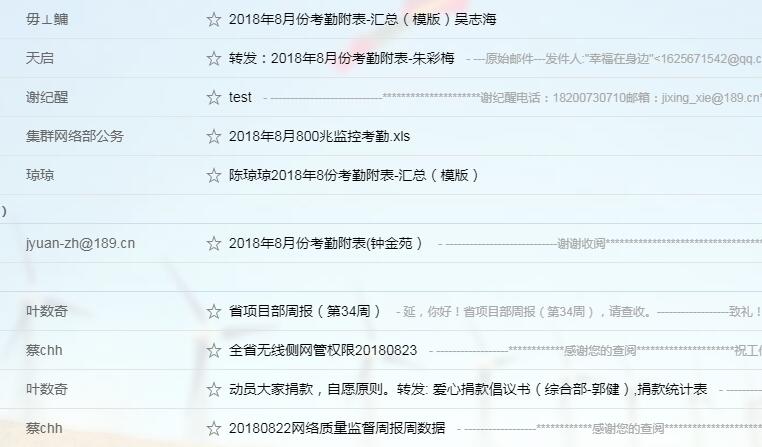 毋⊥鳙 ☆ 2018年8月份考勤附表-汇总（模版）吴志海
天启 ☆ 转发：2018年8月份考勤附表-朱彩梅 - ---原始邮件---发件人:"幸福在身边"<1625671542@qq.c
谢纪醒 ☆ test - ----------------------------*********************谢纪醒电话：18200730710邮箱：jixing_xie@189.cn*
集群网络部公务 ☆ 2018年8月800兆监控考勤.xls
琼琼 ☆ 陈琼琼2018年8份考勤附表-汇总（模版）
)
jyuan-zh@189.cn ☆ 2018年8月份考勤附表(钟金苑） - ----------------------------谢谢收阅***************************************
叶数奇 ☆ 省项目部周报（第34周） - 延，你好！省项目部周报（第34周），请查收。------------------致礼！
蔡chh ☆ 全省无线侧网管权限20180823 - ------------------************感谢您的查阅*********************祝工作
叶数奇 ☆ 动员大家捐款，自愿原则。转发: 爱心捐款倡议书（综合部-郭健）,捐款统计表 - ---------
蔡chh ☆ 20180822网络质量监督周报周数据 - ------------------************感谢您的查阅*********************